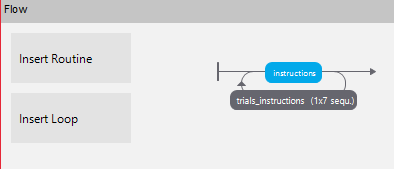 Flow
Insert Routine
instructions
trials_instructions (1x7 sequ.)
Insert Loop